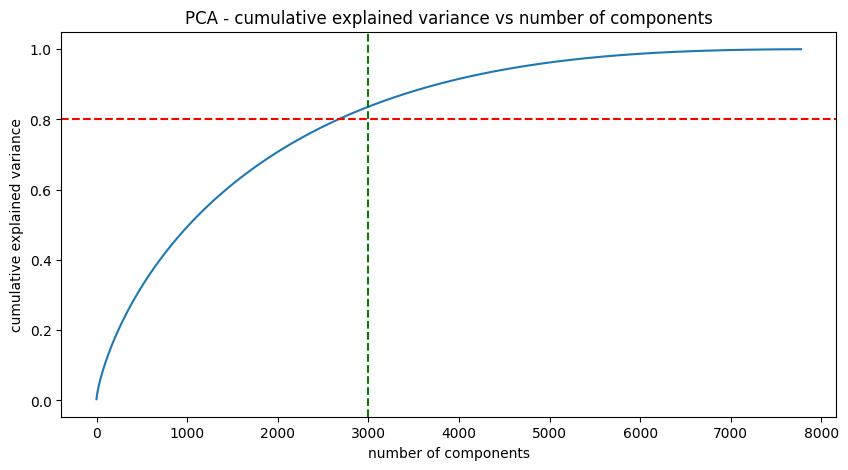 PCA - cumulative explained variance vs number of components
cumulative explained variance
1.0
0.8
0.6
0.4
0.2
0.0
0 1000 2000 3000 4000 5000 6000 7000 8000
number of components